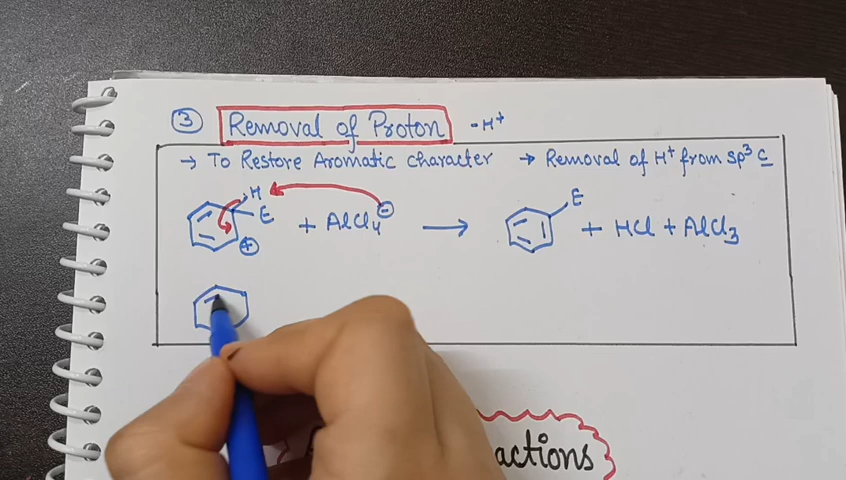 ③ Removal of Proton -H⁺
→ To Restore Aromatic character → Removal of H⁺ from sp³ C
H E ⊕ + AlCl₄⊖ → E + HCl + AlCl₃
actions